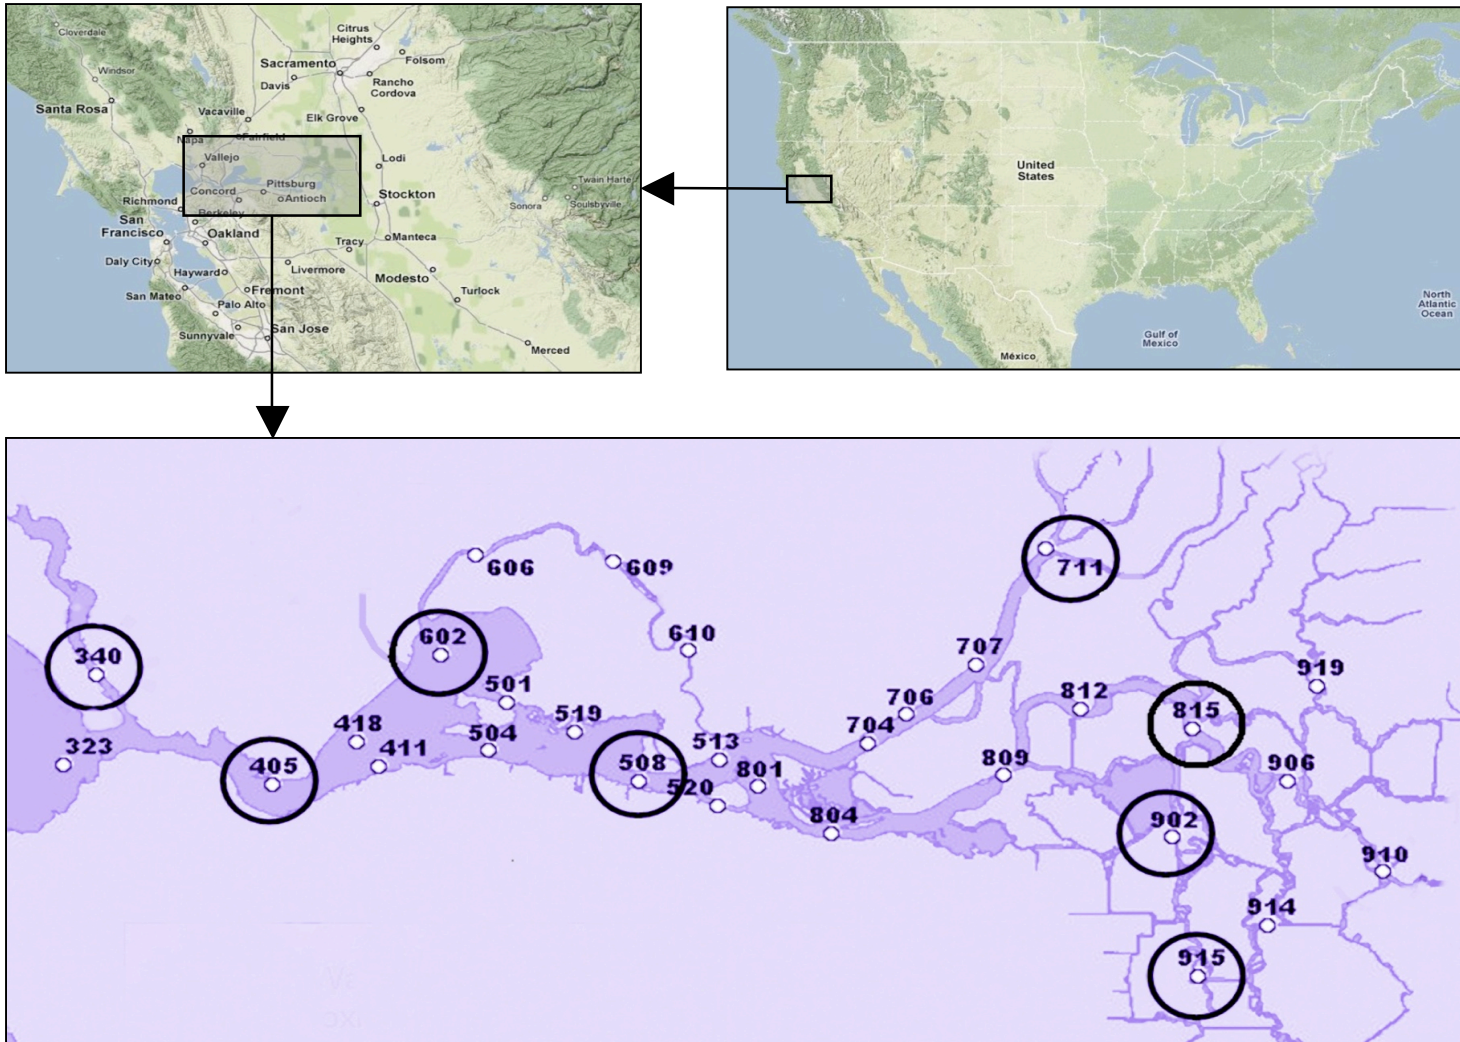 Cloverdale
Windsor
Santa Rosa
Citrus
Heights
Folsom
Sacramento
Davis
Rancho
Cordova
Vacaville
Elk Grove
Napa
Fairfield
Vallejo
Lodi
Concord
Pittsburg
Antioch
Stockton
Twain Harte
Sonora
Soulsbyville
Richmond
Berkeley
San
Francisco
Oakland
Tracy
Manteca
Daly City
Hayward
Livermore
Modesto
San Mateo
Fremont
Palo Alto
Turlock
Sunnyvale
San Jose
Merced
United
States
North
Atlantic
Ocean
Gulf of
Mexico
México
606
609
711
602
610
340
707
919
501
812
706
815
519
418
704
323
411
504
513
405
508
801
809
906
520
804
902
910
914
915